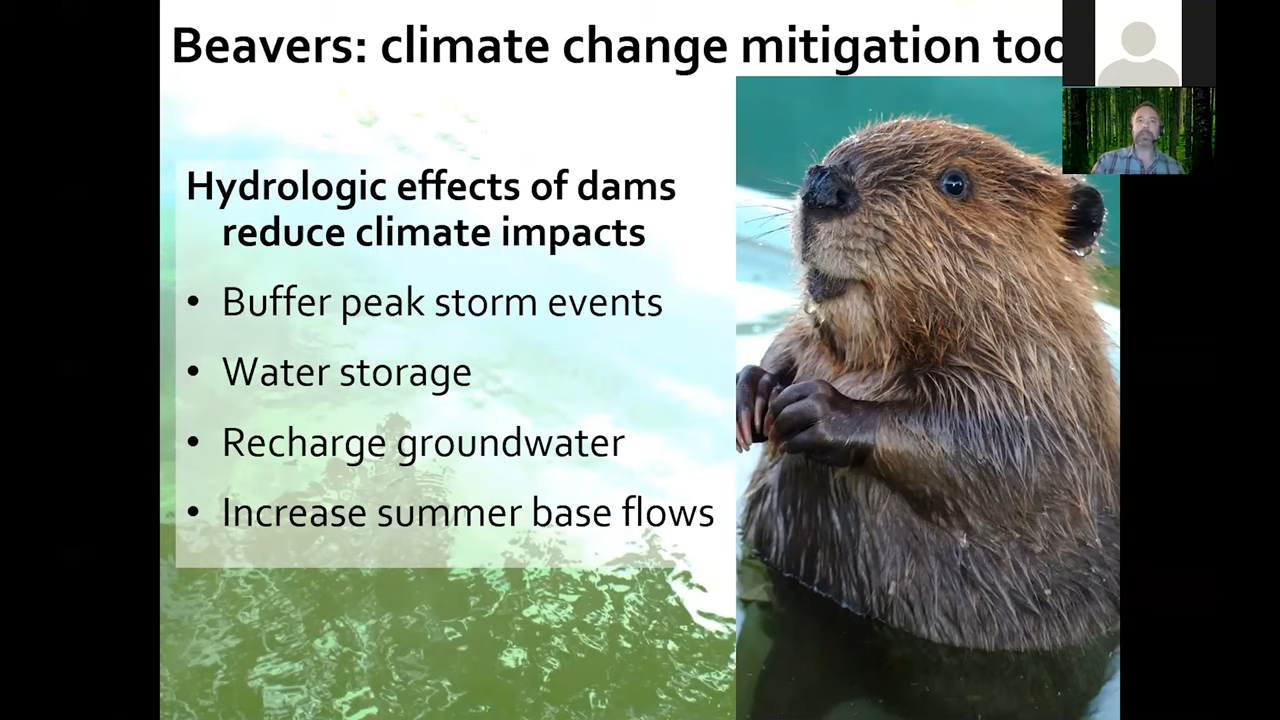 Beavers: climate change mitigation too
Hydrologic effects of dams
reduce climate impacts
• Buffer peak storm events
• Water storage
• Recharge groundwater
• Increase summer base flows